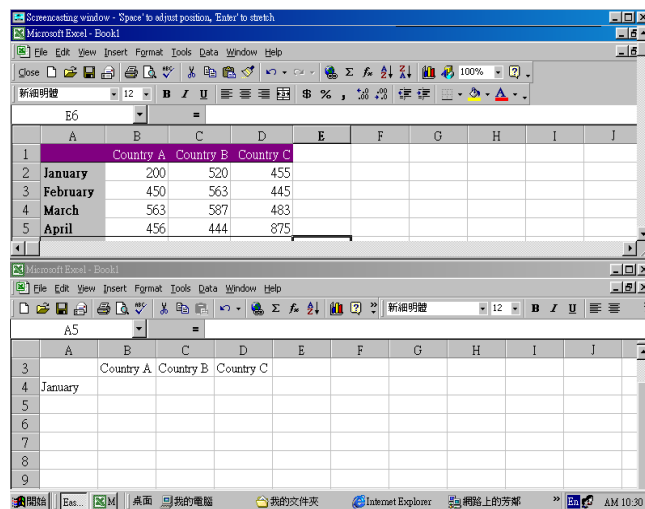 Screencasting window - 'Space' to adjust position, 'Enter' to stretch
Microsoft Excel - Book1
File Edit View Insert Format Tools Data Window Help
Close 100%
新細明體 12 B I U $ % ,
E6 =
A B C D E F G H I J
1 Country A Country B Country C
2 January 200 520 455
3 February 450 563 445
4 March 563 587 483
5 April 456 444 875
Microsoft Excel - Book1
File Edit View Insert Format Tools Data Window Help
新細明體 12 B I U
A5 =
A B C D E F G H I J
3 Country A Country B Country C
4 January
5
6
7
8
9
開始 Eas... M 桌面 我的電腦 我的文件夾 Internet Explorer 網路上的芳鄰 » En AM 10:30